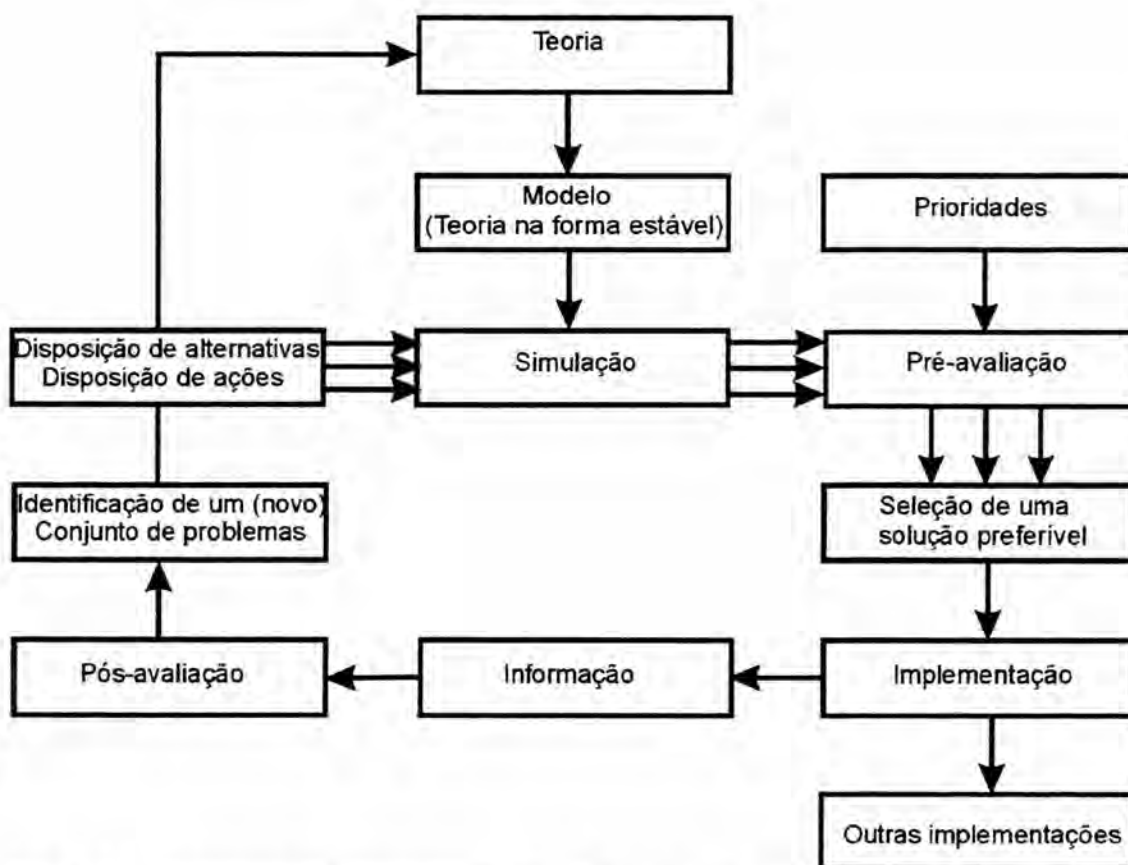 Teoria
Modelo
(Teoria na forma estável)
Prioridades
Disposição de alternativas
Disposição de ações
Simulação
Pré-avaliação
Identificação de um (novo)
Conjunto de problemas
Seleção de uma
solução preferível
Pós-avaliação
Informação
Implementação
Outras implementações